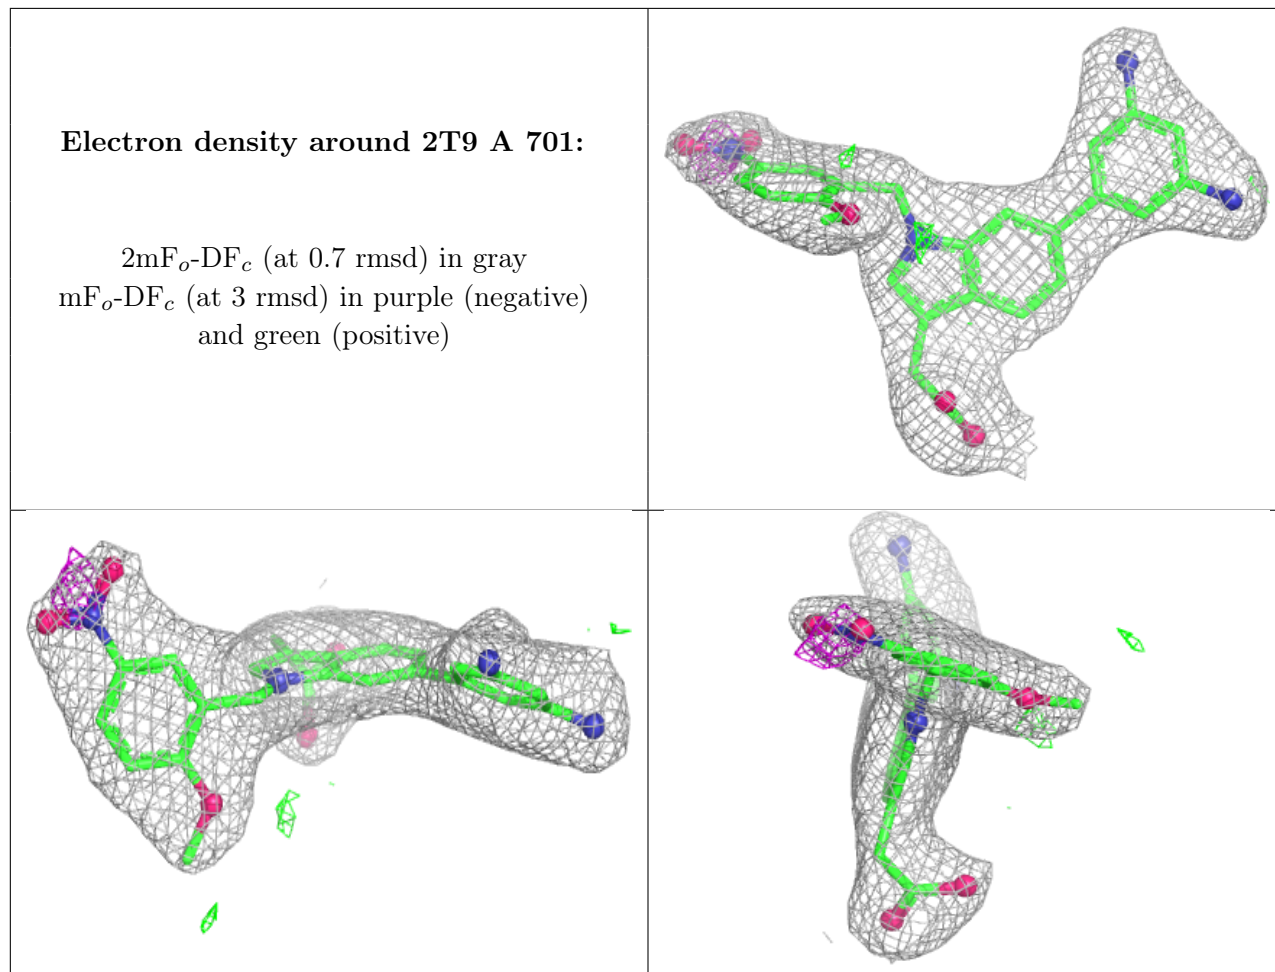 Electron density around 2T9 A 701:
2mFo-DFc (at 0.7 rmsd) in gray
mFo-DFc (at 3 rmsd) in purple (negative)
and green (positive)